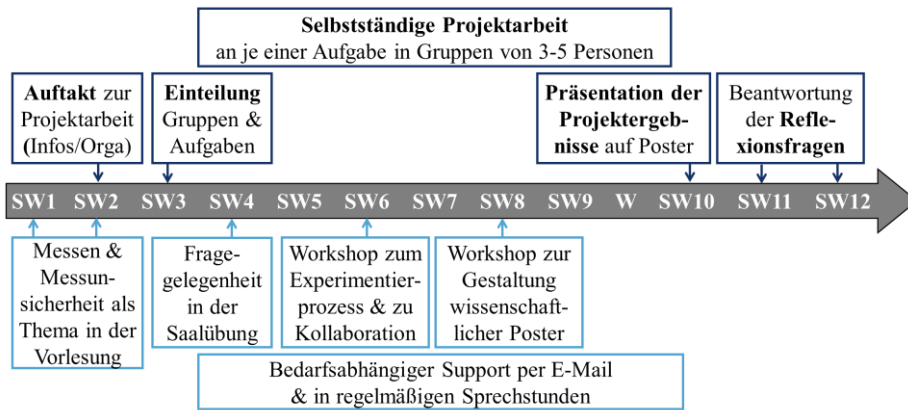 Selbstständige Projektarbeit
an je einer Aufgabe in Gruppen von 3-5 Personen
Auftakt zur
Projektarbeit
(Infos/Orga)
Einteilung
Gruppen &
Aufgaben
Präsentation der
Projektergeb-
nisse auf Poster
Beantwortung
der Refle-
xionsfragen
SW1 SW2 SW3 SW4 SW5 SW6 SW7 SW8 SW9 W SW10 SW11 SW12
Messen &
Messun-
sicherheit als
Thema in der
Vorlesung
Frage-
gelegenheit
in der
Saalübung
Workshop zum
Experimentier-
prozess & zu
Kollaboration
Workshop zur
Gestaltung
wissenschaft-
licher Poster
Bedarfsabhängiger Support per E-Mail
& in regelmäßigen Sprechstunden